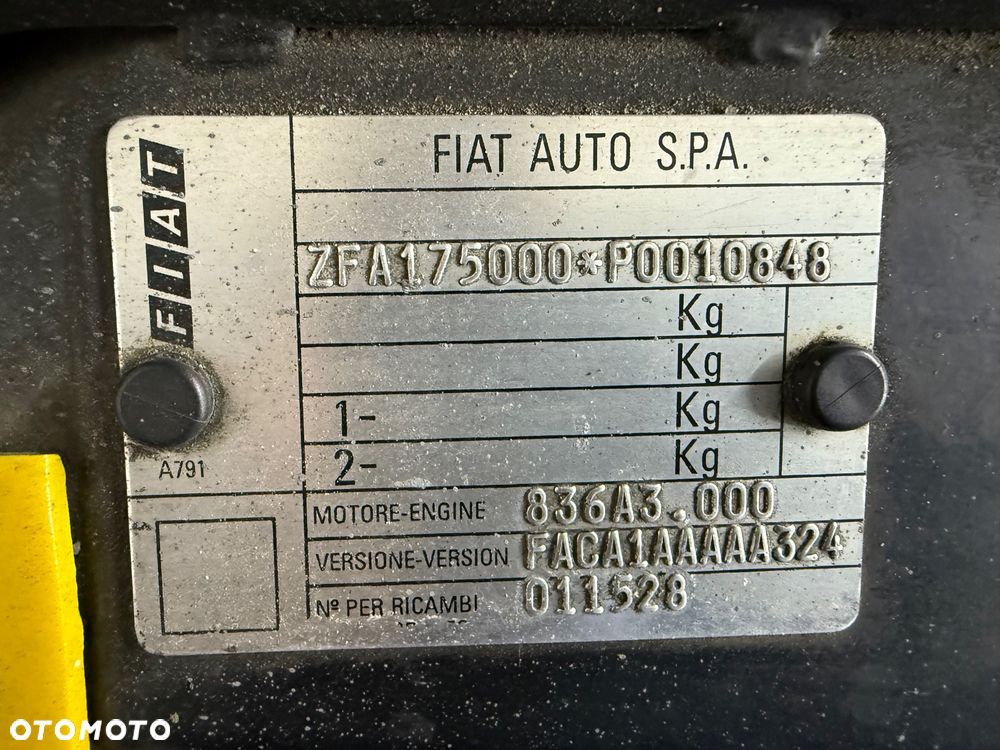 FIAT
FIAT AUTO S.P.A.
ZFA175000*P0010848
Kg
Kg
1- Kg
2- Kg
A791
MOTORE-ENGINE 836A3.000
VERSIONE-VERSION FACA1AAAAA324
Nº PER RICAMBI 011528
OTOMOTO